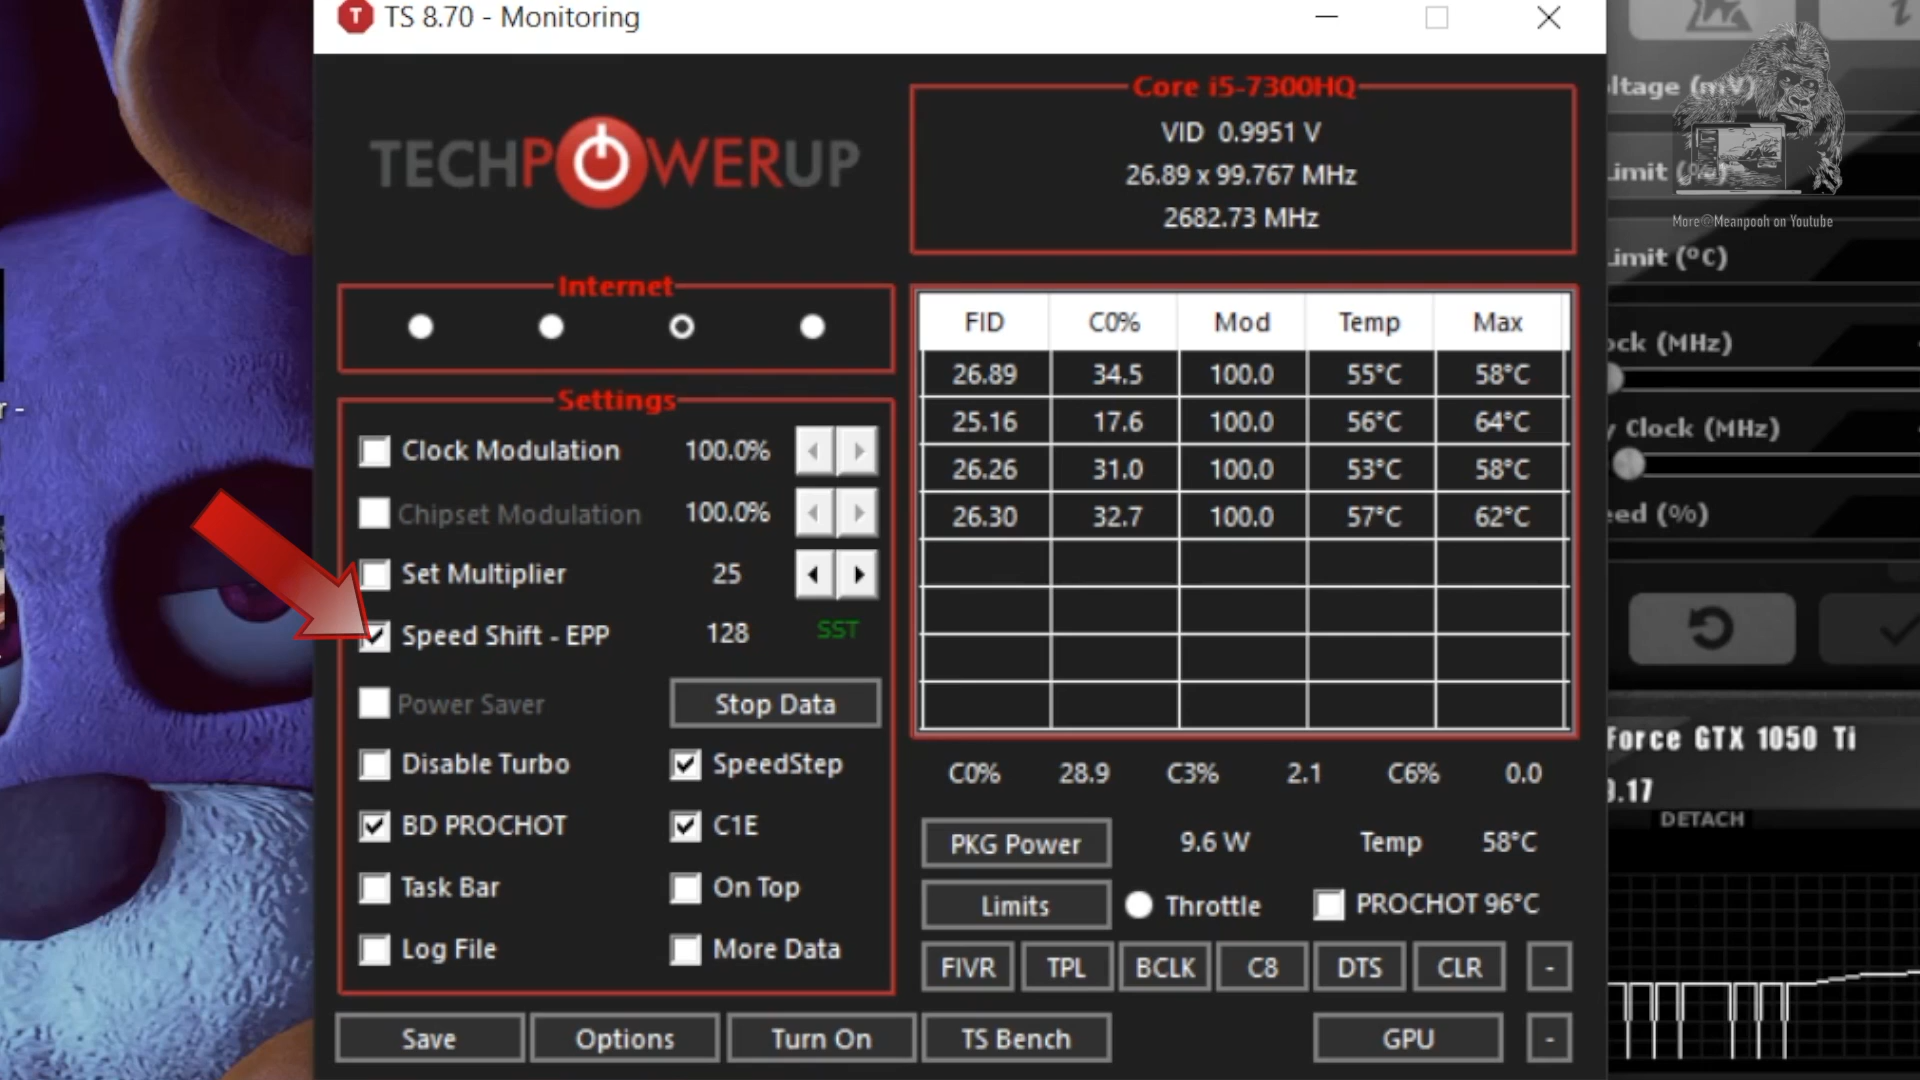 TS 8.70 - Monitoring
TECHPOWERUP
Core i5-7300HQ
VID 0.9951 V
26.89 x 99.767 MHz
2682.73 MHz
Internet
Settings
Clock Modulation 100.0%
Chipset Modulation 100.0%
Set Multiplier 25
Speed Shift - EPP 128 SST
Power Saver Stop Data
Disable Turbo SpeedStep
BD PROCHOT C1E
Task Bar On Top
Log File More Data
Save Options Turn On
FID C0% Mod Temp Max
26.89 34.5 100.0 55°C 58°C
25.16 17.6 100.0 56°C 64°C
26.26 31.0 100.0 53°C 58°C
26.30 32.7 100.0 57°C 62°C
C0% 28.9 C3% 2.1 C6% 0.0
PKG Power 9.6 W Temp 58°C
Limits Throttle PROCHOT 96°C
FIVR TPL BCLK C8 DTS CLR -
TS Bench GPU -
ltage (mV)
imit (%)
More@Meanpooh on Youtube
imit (°C)
ock (MHz)
y Clock (MHz)
eed (%)
Force GTX 1050 Ti
.17
DETACH